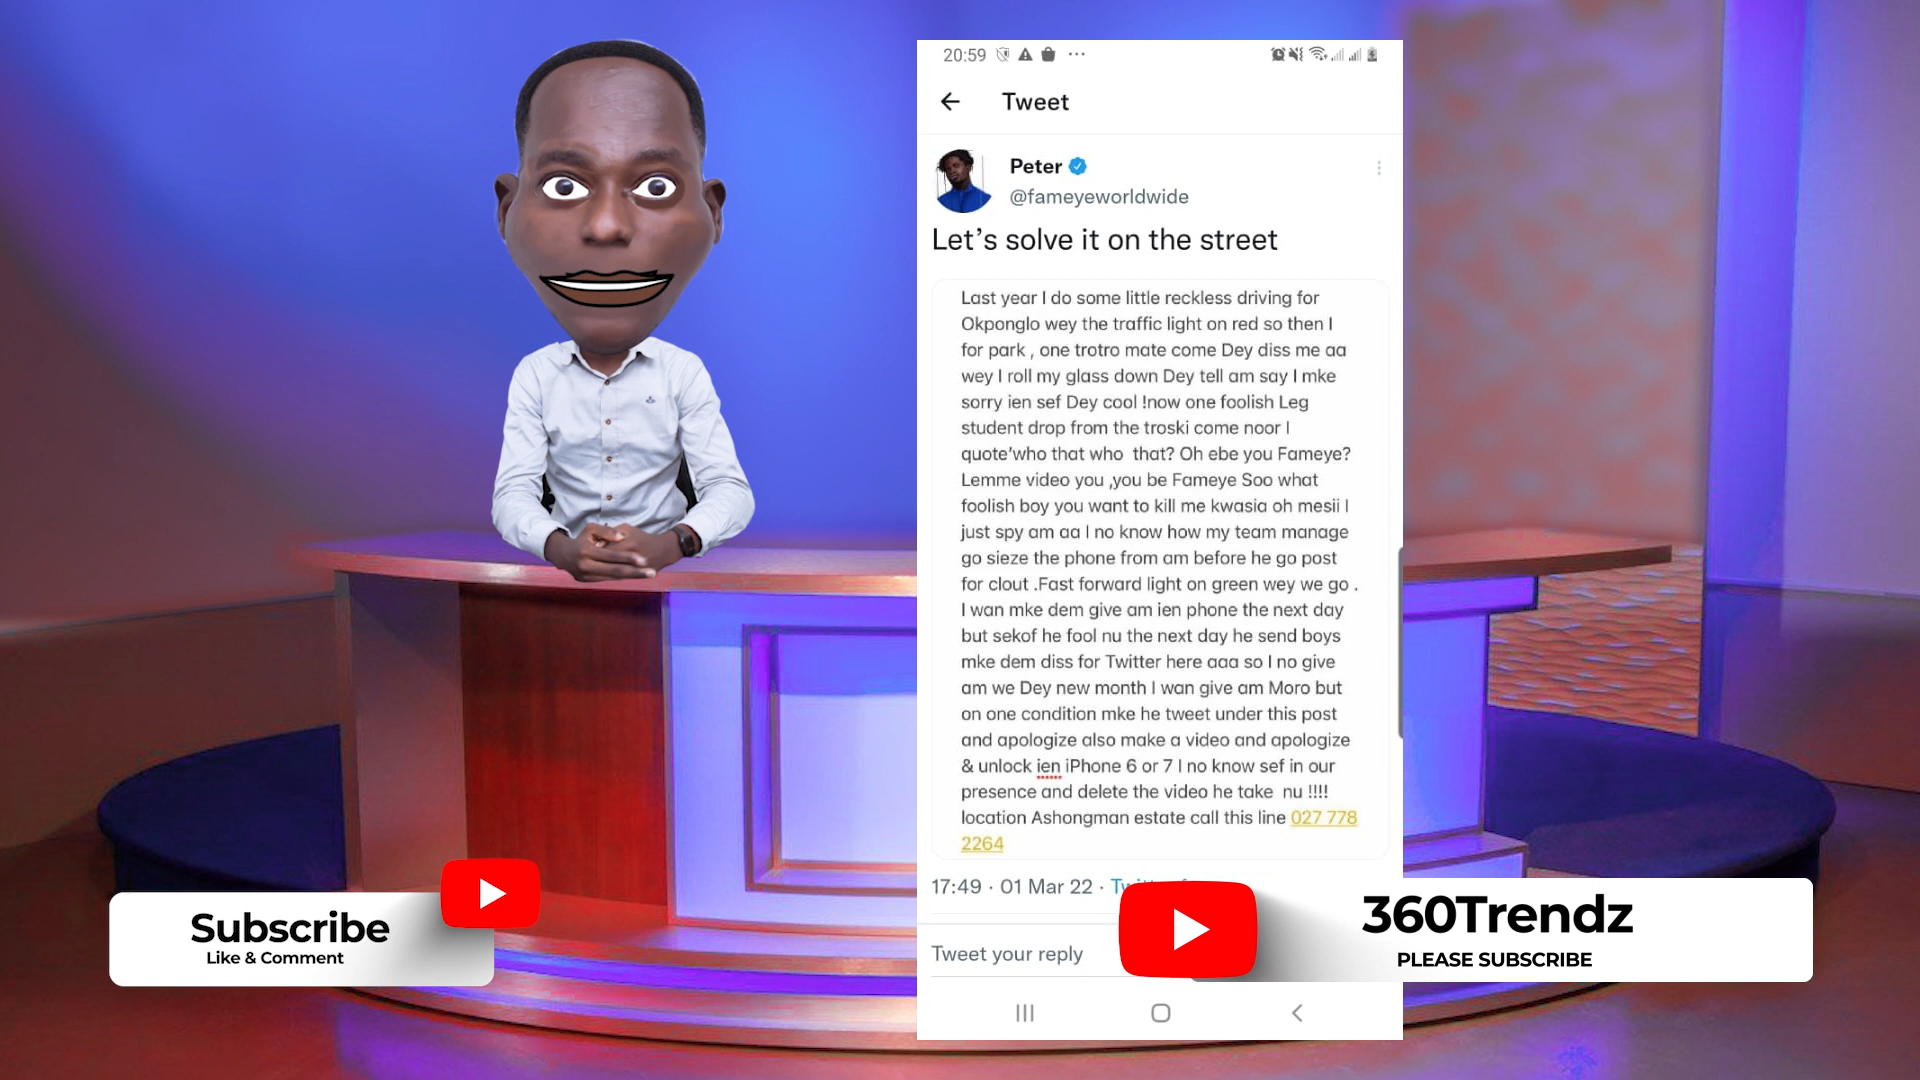 20:59
Tweet
Peter
@fameyeworldwide
Let’s solve it on the street
Last year I do some little reckless driving for
Okponglo wey the traffic light on red so then I
for park , one trotro mate come Dey diss me aa
wey I roll my glass down Dey tell am say I mke
sorry ien sef Dey cool !now one foolish Leg
student drop from the troski come noor I
quote'who that who  that? Oh ebe you Fameye?
Lemme video you ,you be Fameye Soo what
foolish boy you want to kill me kwasia oh mesii I
just spy am aa I no know how my team manage
go sieze the phone from am before he go post
for clout .Fast forward light on green wey we go .
I wan mke dem give am ien phone the next day
but sekof he fool nu the next day he send boys
mke dem diss for Twitter here aaa so I no give
am we Dey new month I wan give am Moro but
on one condition mke he tweet under this post
and apologize also make a video and apologize
& unlock ien iPhone 6 or 7 I no know sef in our
presence and delete the video he take  nu !!!!
location Ashongman estate call this line 027 778
2264
17:49 · 01 Mar 22 ·
Tweet your reply
Subscribe
Like & Comment
360Trendz
PLEASE SUBSCRIBE